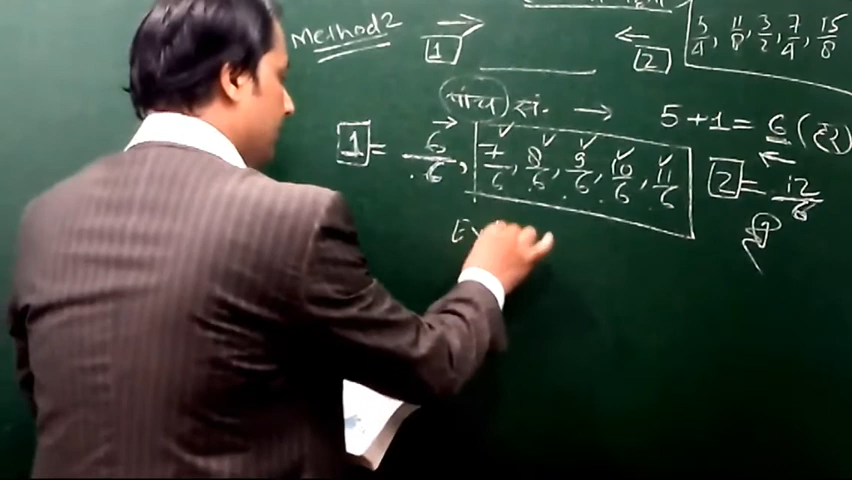 Method 2 → 1 ← 2 5/4, 11/8, 3/2, 7/4, 15/8
पांच सं. → 5+1= 6 (हर)
1 = 6/6, 7/6, 8/6, 9/6, 10/6, 11/6 2 = 12/6
Ex